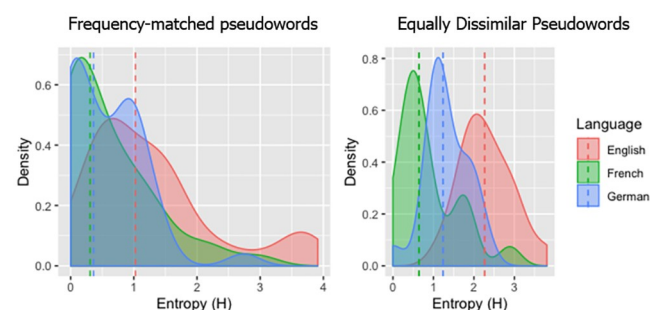 Frequency-matched pseudowords
Density
0.6
0.4
0.2
0.0
0
1
2
3
4
Entropy (H)
Equally Dissimilar Pseudowords
Density
0.8
0.6
0.4
0.2
0.0
0
1
2
3
Entropy (H)
Language
English
French
German